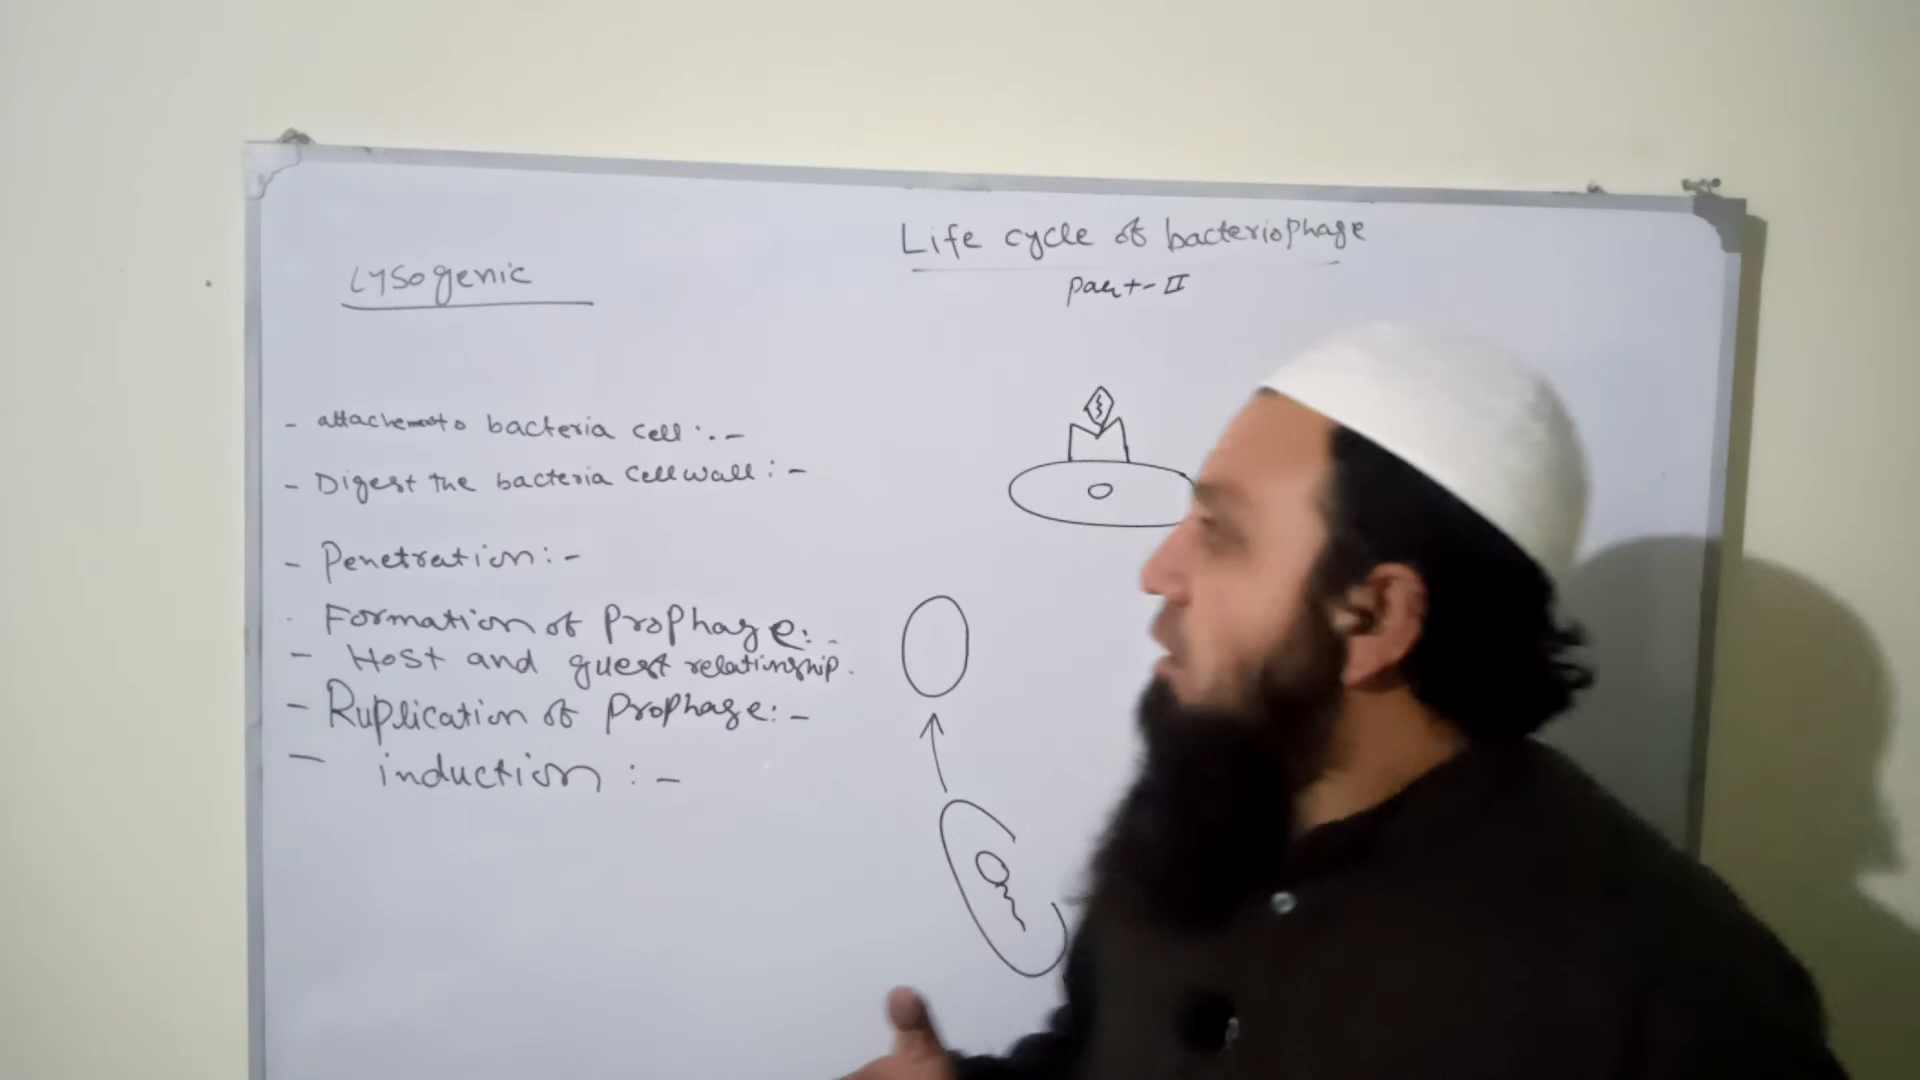 Life cycle of bacteriophage
Part-II
Lysogenic
- attachement to bacteria cell :-
- Digest the bacteria cell wall :-
- Penetration :-
- Formation of Prophage :-
- Host and guest relationship.
- Ruplication of Prophage :-
- induction :-